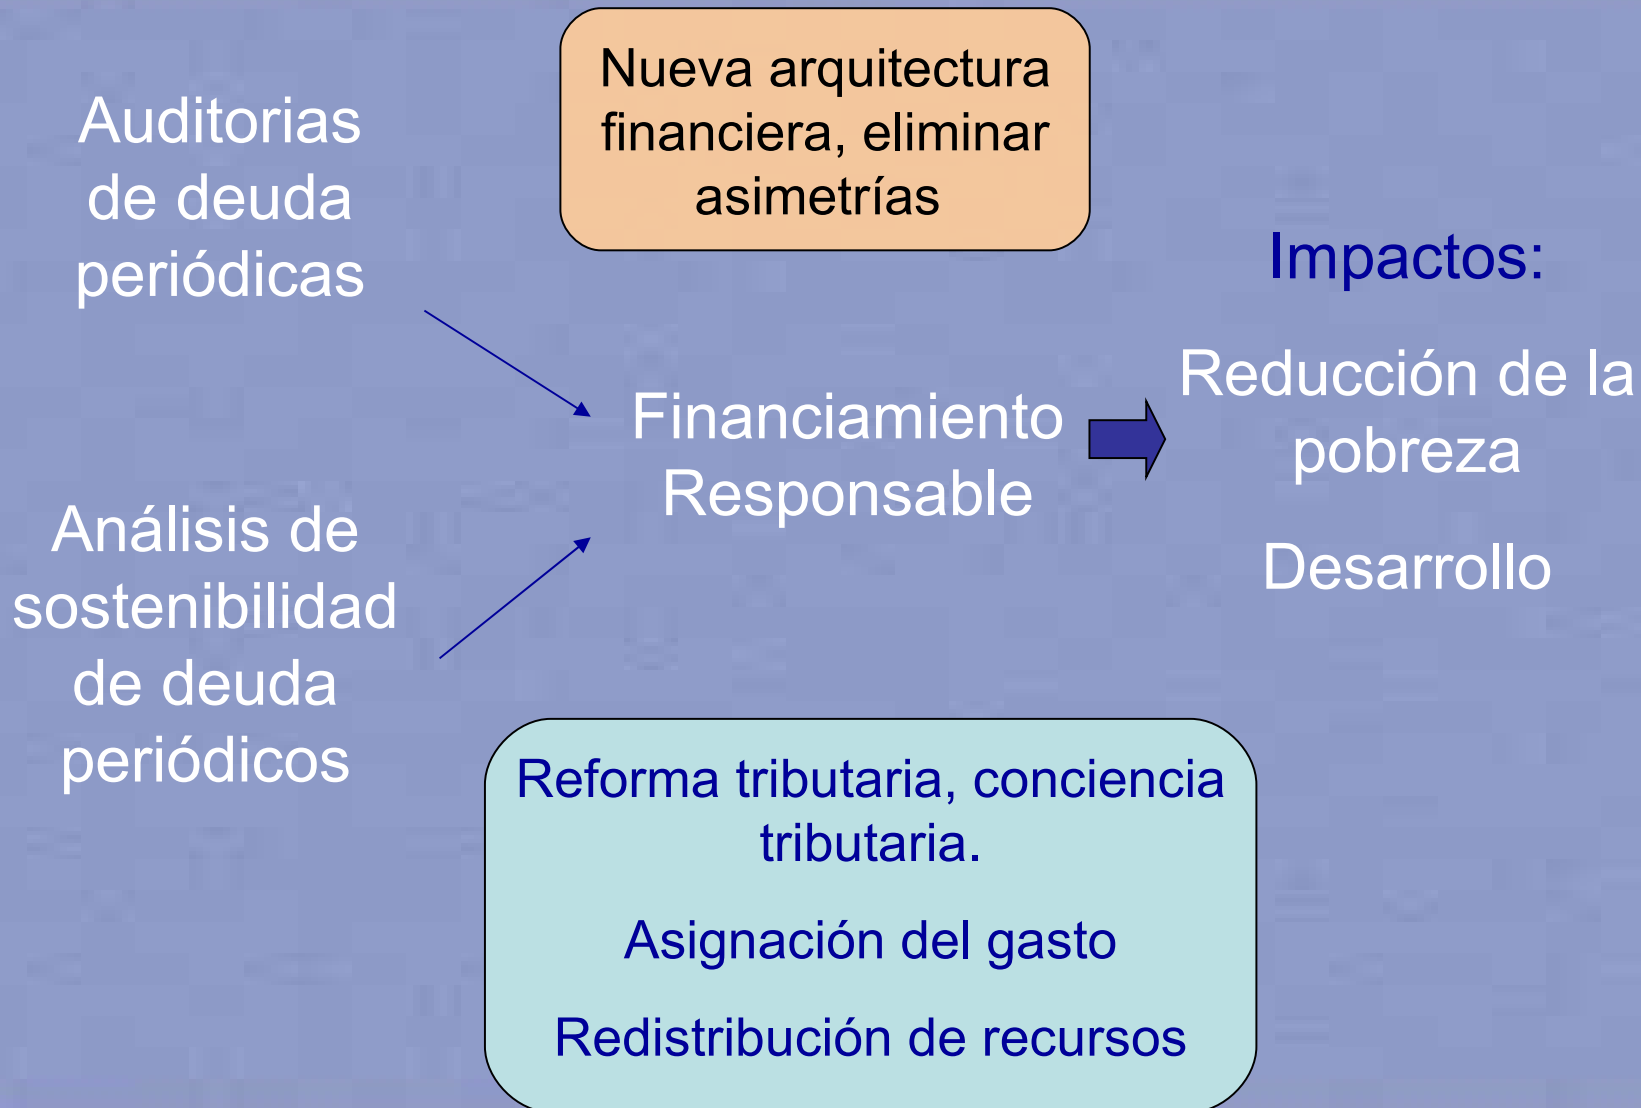 Auditorias
de deuda
periódicas
Nueva arquitectura
financiera, eliminar
asimetrías
Análisis de
sostenibilidad
de deuda
periódicos
Financiamiento
Responsable
Impactos:
Reducción de la
pobreza
Desarrollo
Reforma tributaria, conciencia
tributaria.
Asignación del gasto
Redistribución de recursos